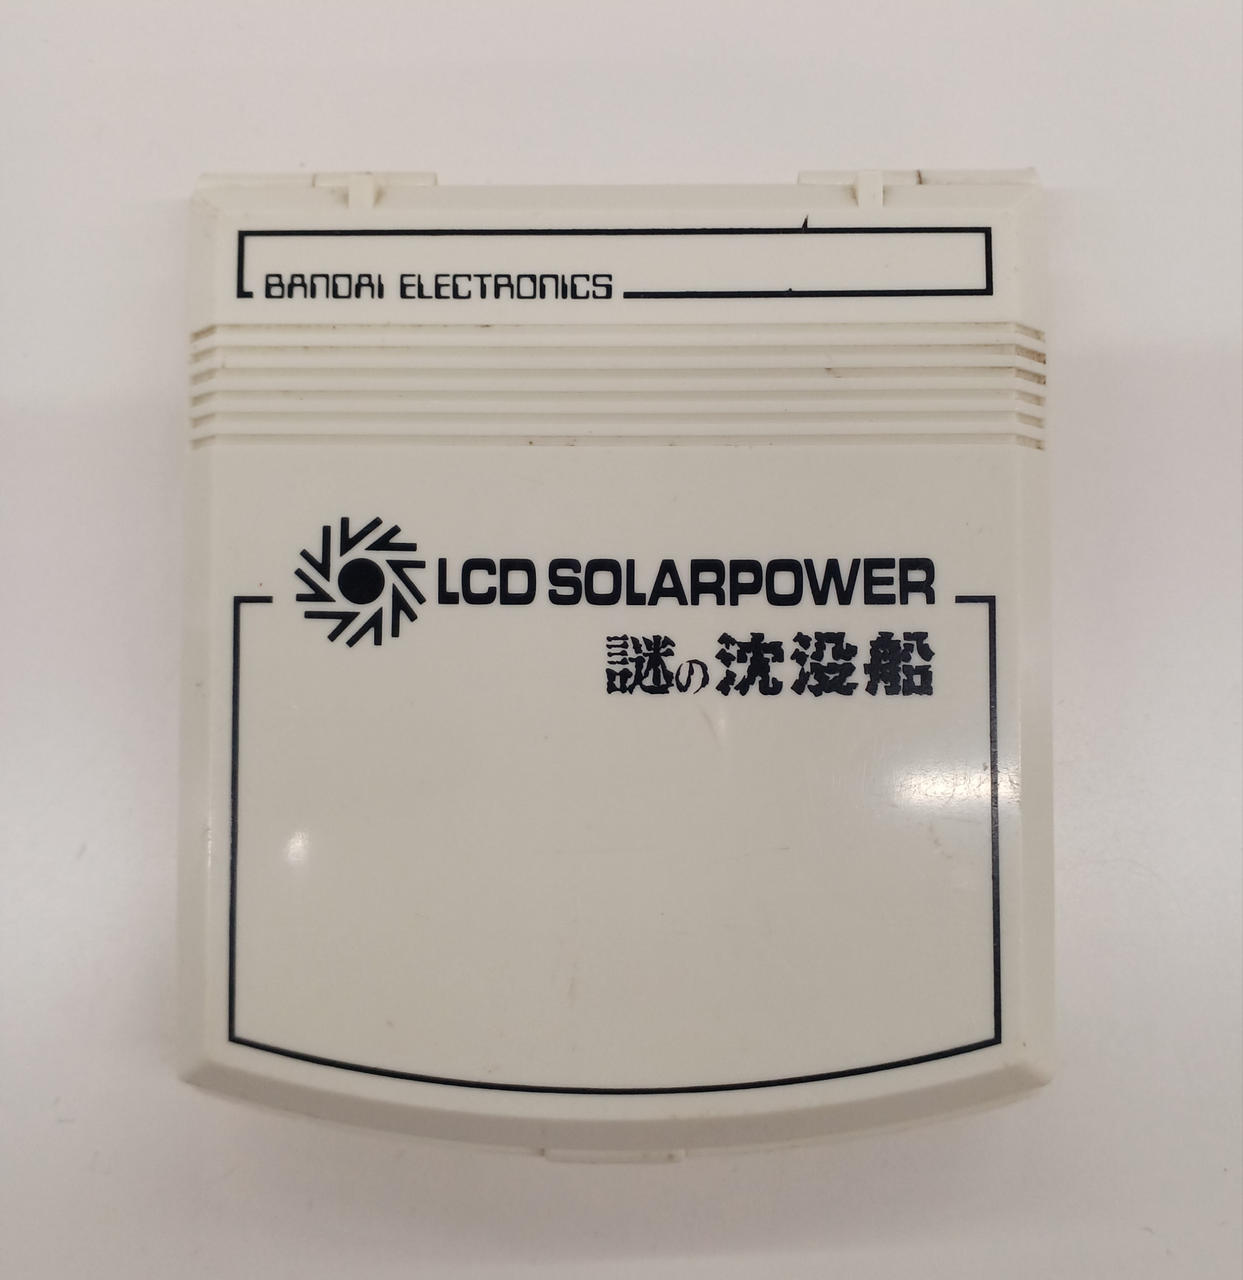 BANDAI ELECTRONICS
LCD SOLARPOWER
謎の沈没船